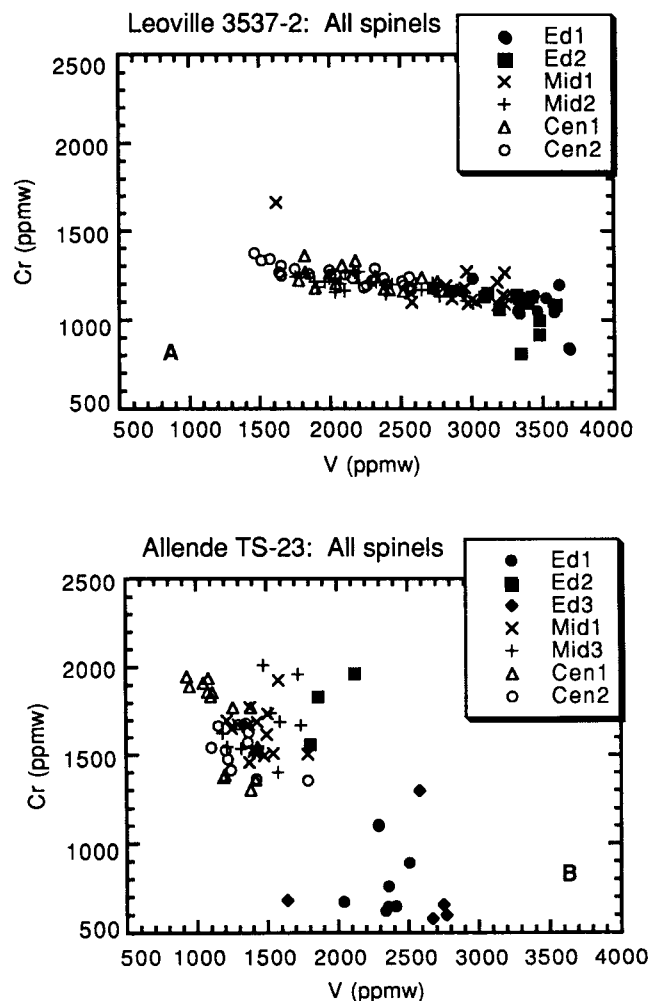 Leoville 3537-2: All spinels
Ed1
Ed2
Mid1
Mid2
Cen1
Cen2
2500
2000
1500
1000
500
Cr (ppmw)
A
500 1000 1500 2000 2500 3000 3500 4000
V (ppmw)
Allende TS-23: All spinels
Ed1
Ed2
Ed3
Mid1
Mid3
Cen1
Cen2
2500
2000
1500
1000
500
Cr (ppmw)
B
500 1000 1500 2000 2500 3000 3500 4000
V (ppmw)